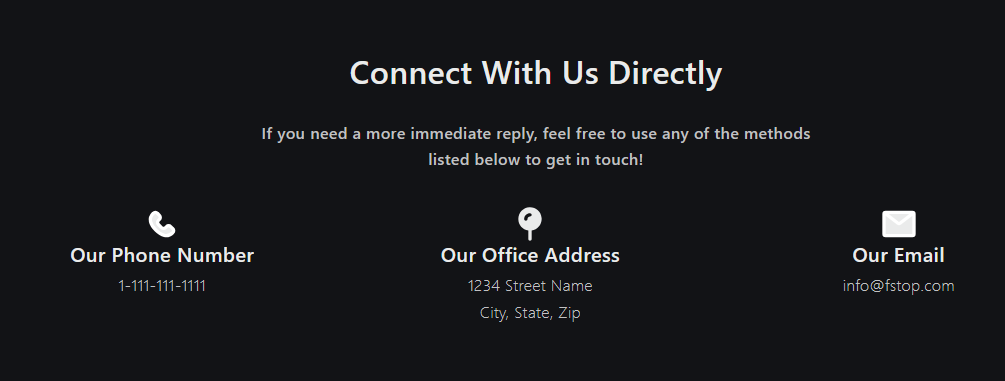 Connect With Us Directly
If you need a more immediate reply, feel free to use any of the methods
listed below to get in touch!
Our Phone Number
1-111-111-1111
Our Office Address
1234 Street Name
City, State, Zip
Our Email
info@fstop.com